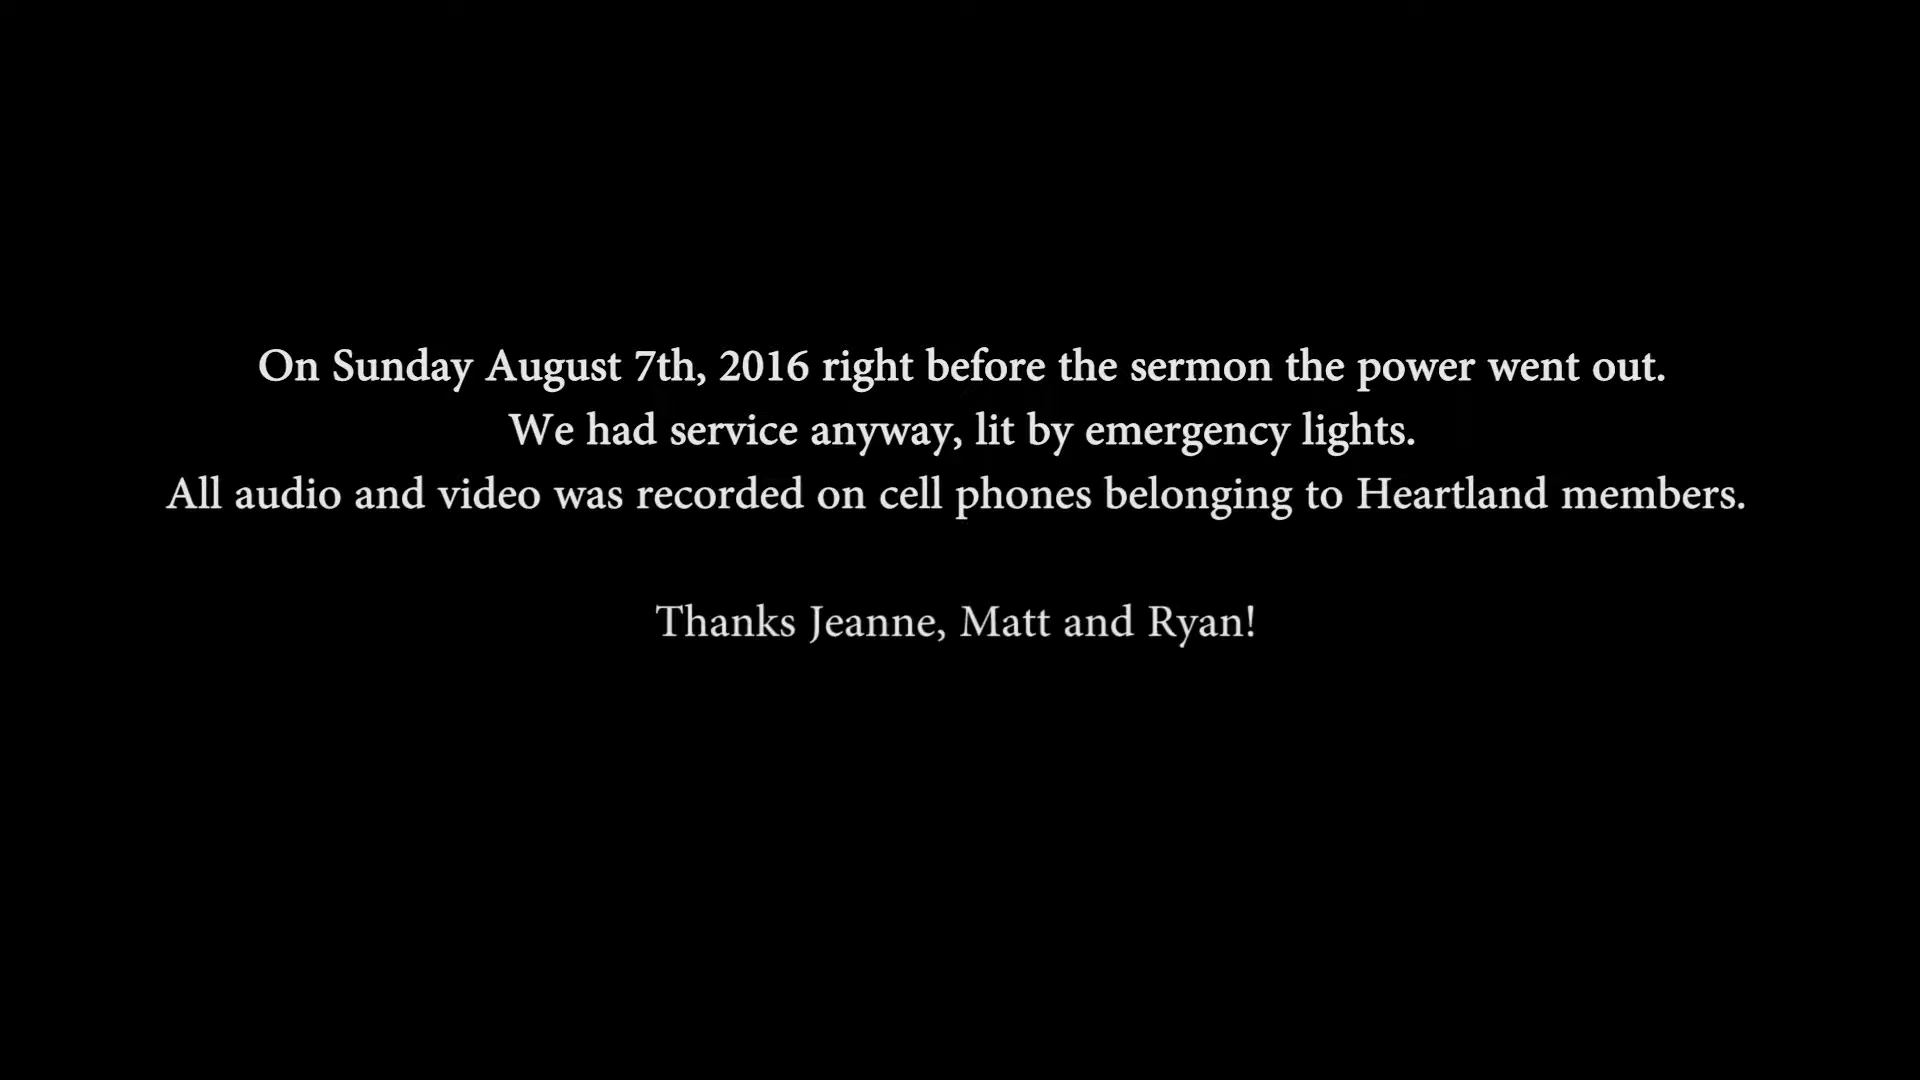 On Sunday August 7th, 2016 right before the sermon the power went out.
We had service anyway, lit by emergency lights.
All audio and video was recorded on cell phones belonging to Heartland members.
Thanks Jeanne, Matt and Ryan!